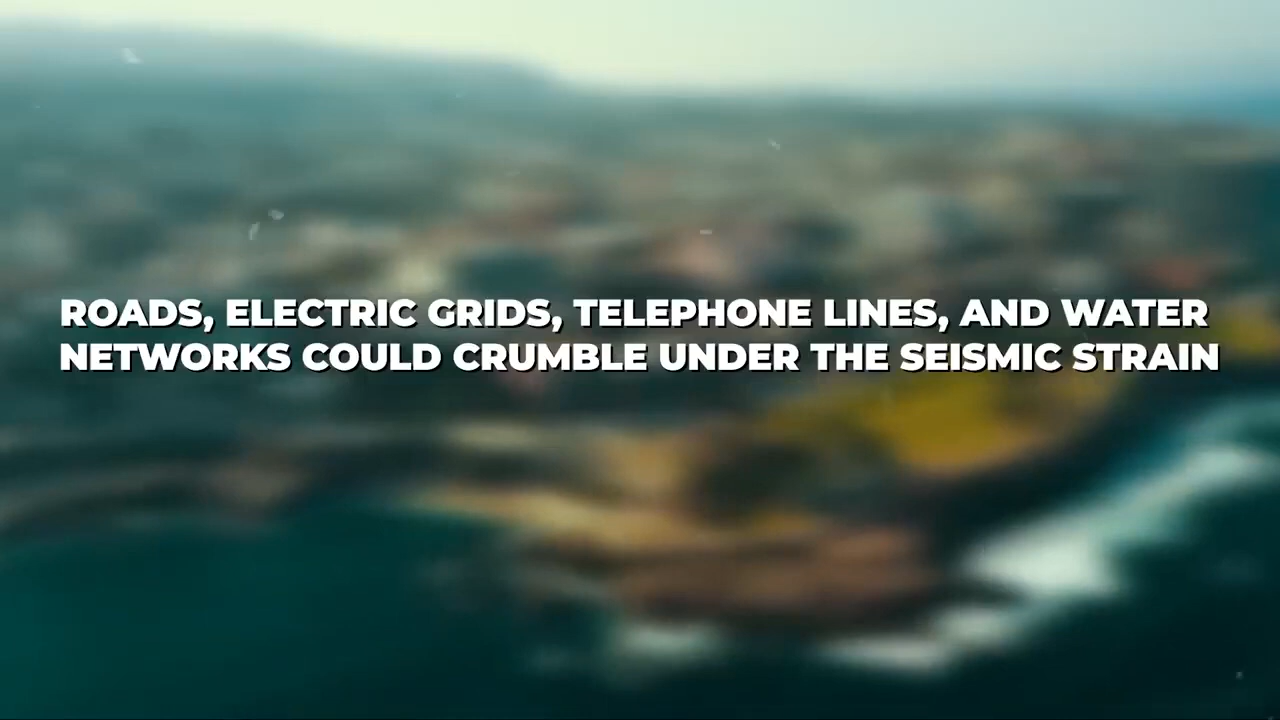 ROADS, ELECTRIC GRIDS, TELEPHONE LINES, AND WATER
NETWORKS COULD CRUMBLE UNDER THE SEISMIC STRAIN